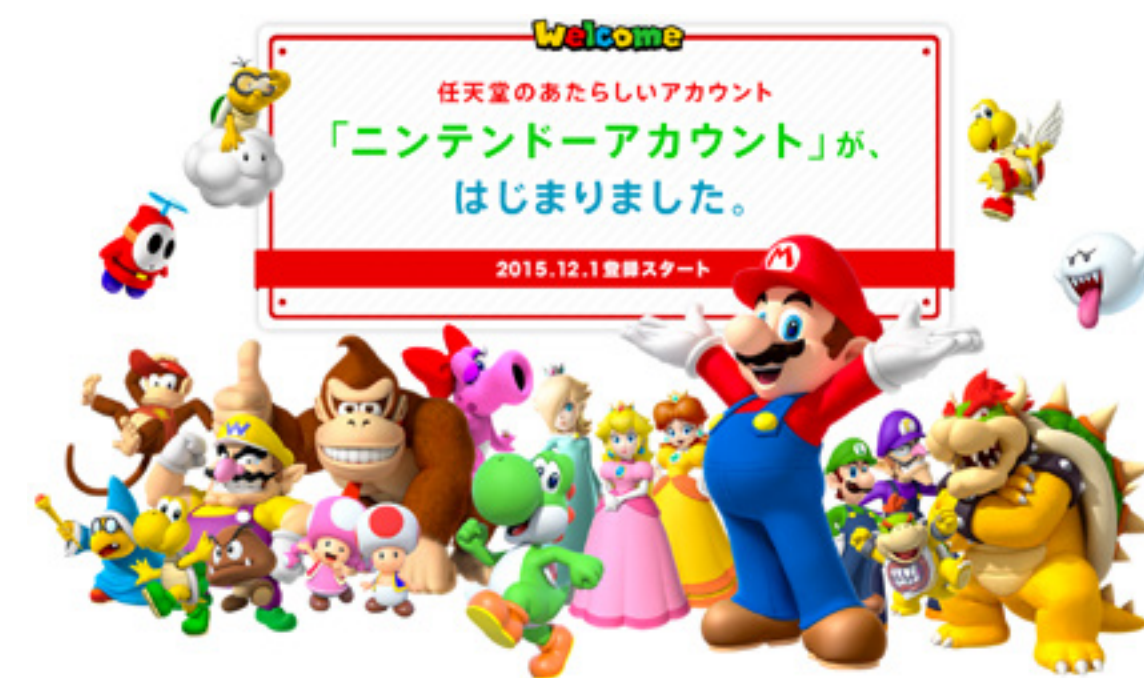 Welcome
任天堂のあたらしいアカウント
「ニンテンドーアカウント」が、
はじまりました。
2015.12.1登録スタート